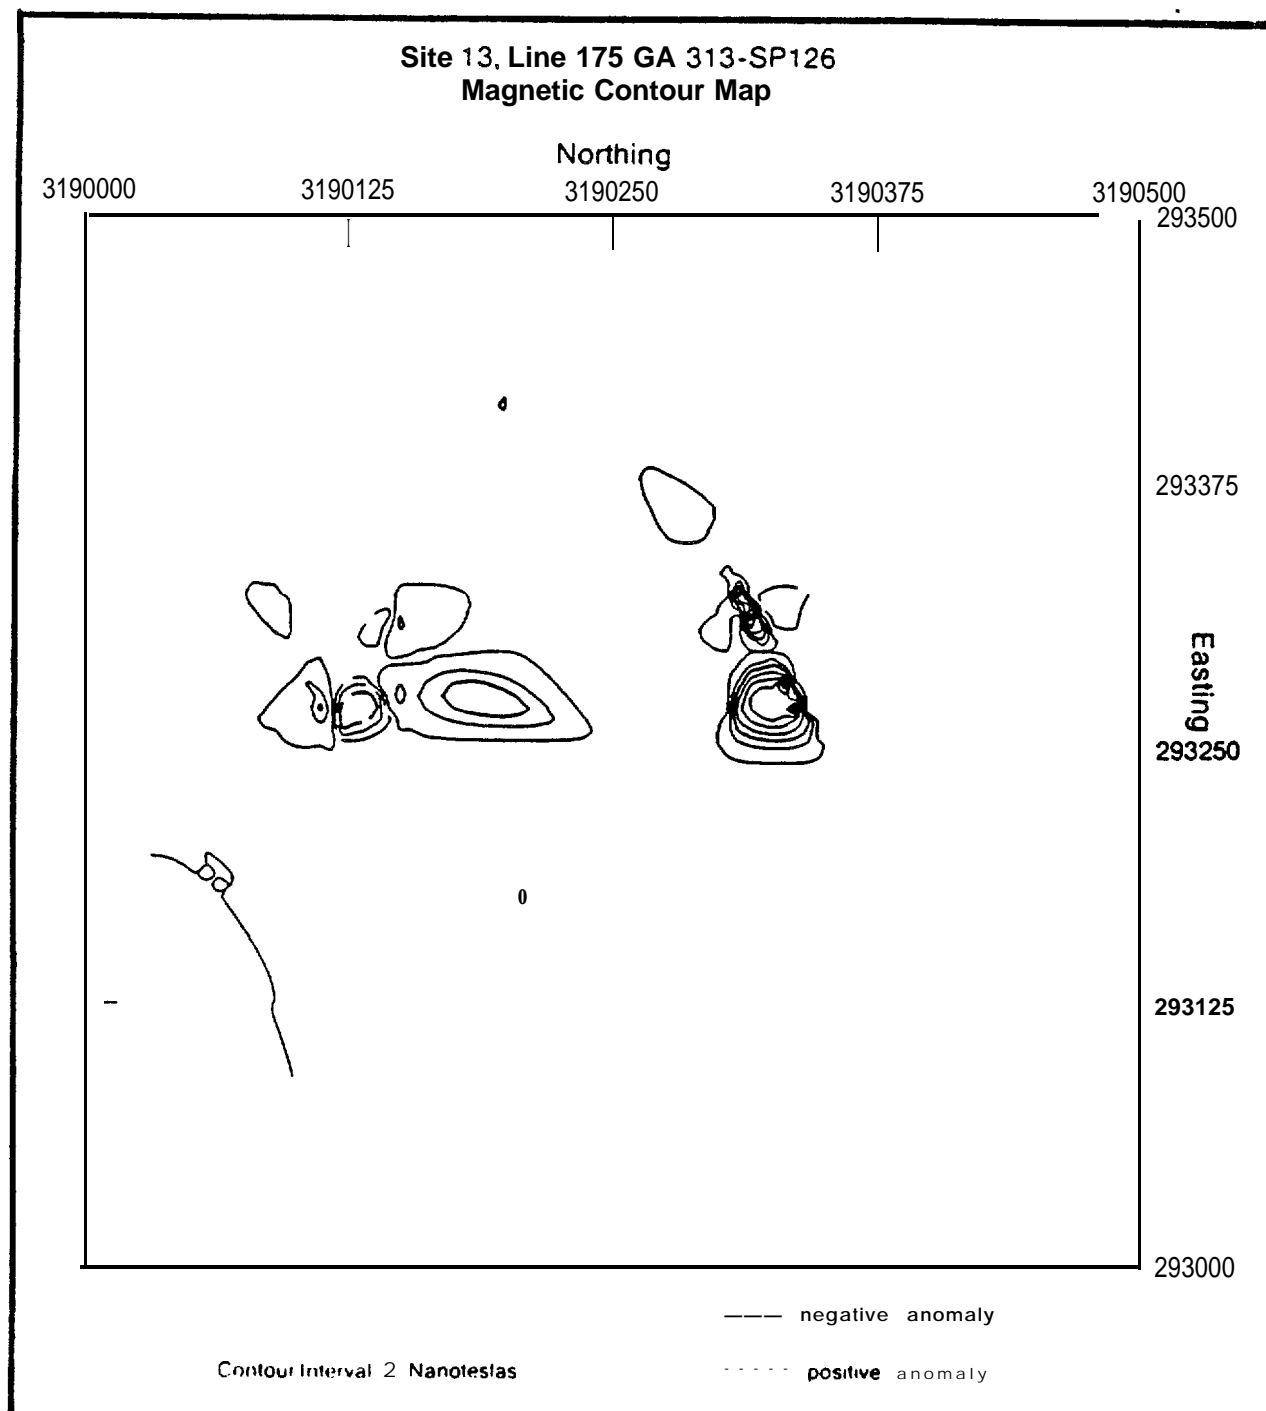 Site 13, Line 175 GA 313-SP126
Magnetic Contour Map
Northing
3190000 3190125 3190250 3190375 3190500
293500
293375
Easting
293250
0
293125
293000
negative anomaly
Contour Interval 2 Nanoteslas
positive anomaly